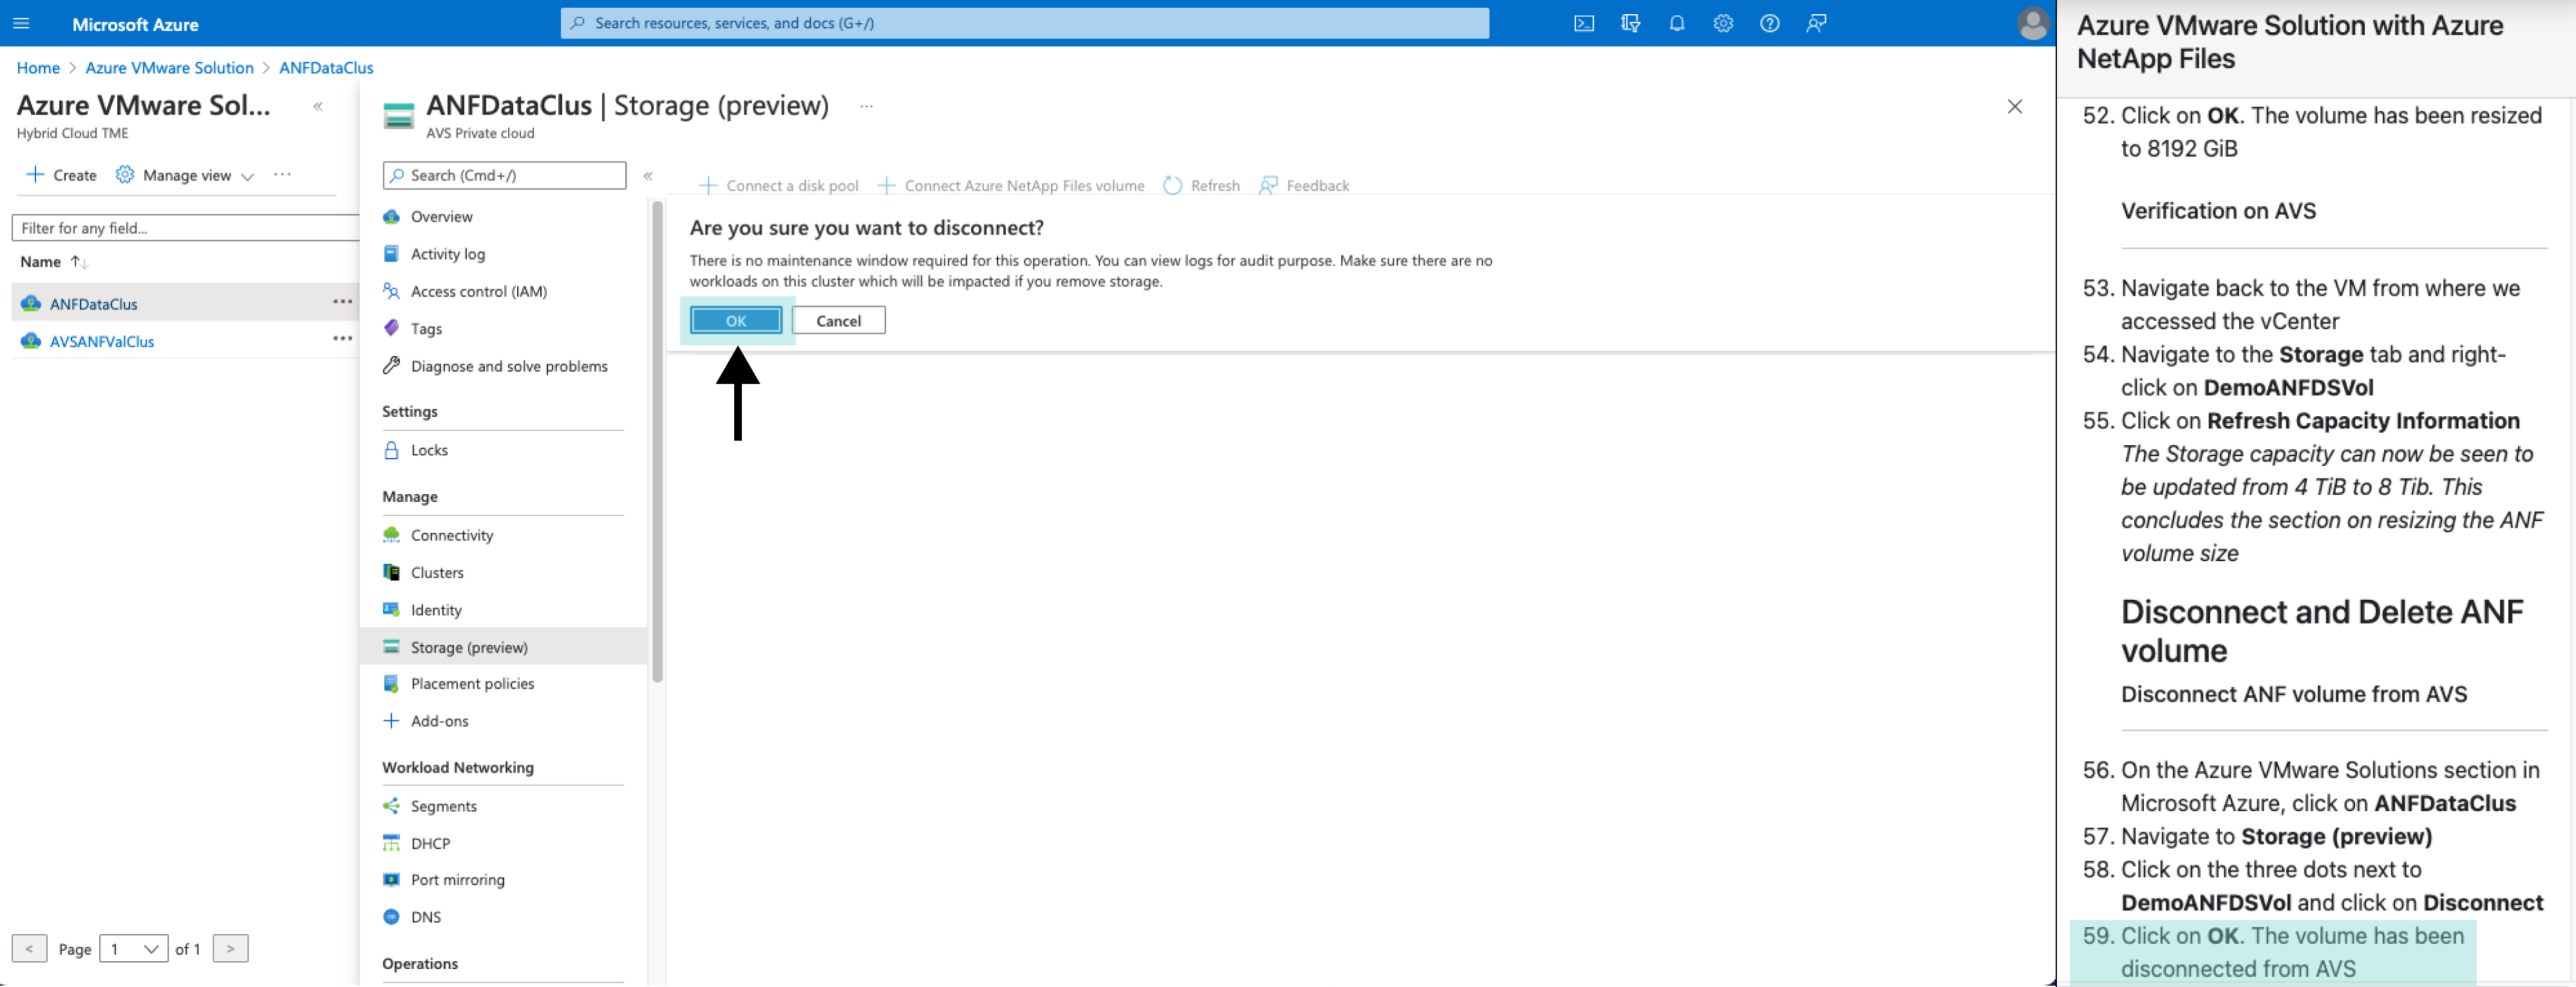 Microsoft Azure
Search resources, services, and docs (G+/)
Home > Azure VMware Solution > ANFDataClus
Azure VMware Sol... «
Hybrid Cloud TME
+ Create Manage view ...
Filter for any field...
Name ↑↓
ANFDataClus ...
AVSANFValClus ...
< Page 1 of 1 >
ANFDataClus | Storage (preview) ...
AVS Private cloud
Search (Cmd+/) «
Overview
Activity log
Access control (IAM)
Tags
Diagnose and solve problems
Settings
Locks
Manage
Connectivity
Clusters
Identity
Storage (preview)
Placement policies
Add-ons
Workload Networking
Segments
DHCP
Port mirroring
DNS
Operations
+ Connect a disk pool + Connect Azure NetApp Files volume Refresh Feedback
Are you sure you want to disconnect?
There is no maintenance window required for this operation. You can view logs for audit purpose. Make sure there are no
workloads on this cluster which will be impacted if you remove storage.
OK Cancel
Azure VMware Solution with Azure
NetApp Files
52. Click on OK. The volume has been resized
to 8192 GiB
Verification on AVS
53. Navigate back to the VM from where we
accessed the vCenter
54. Navigate to the Storage tab and right-
click on DemoANFDSVol
55. Click on Refresh Capacity Information
The Storage capacity can now be seen to
be updated from 4 TiB to 8 Tib. This
concludes the section on resizing the ANF
volume size
Disconnect and Delete ANF
volume
Disconnect ANF volume from AVS
56. On the Azure VMware Solutions section in
Microsoft Azure, click on ANFDataClus
57. Navigate to Storage (preview)
58. Click on the three dots next to
DemoANFDSVol and click on Disconnect
59. Click on OK. The volume has been
disconnected from AVS